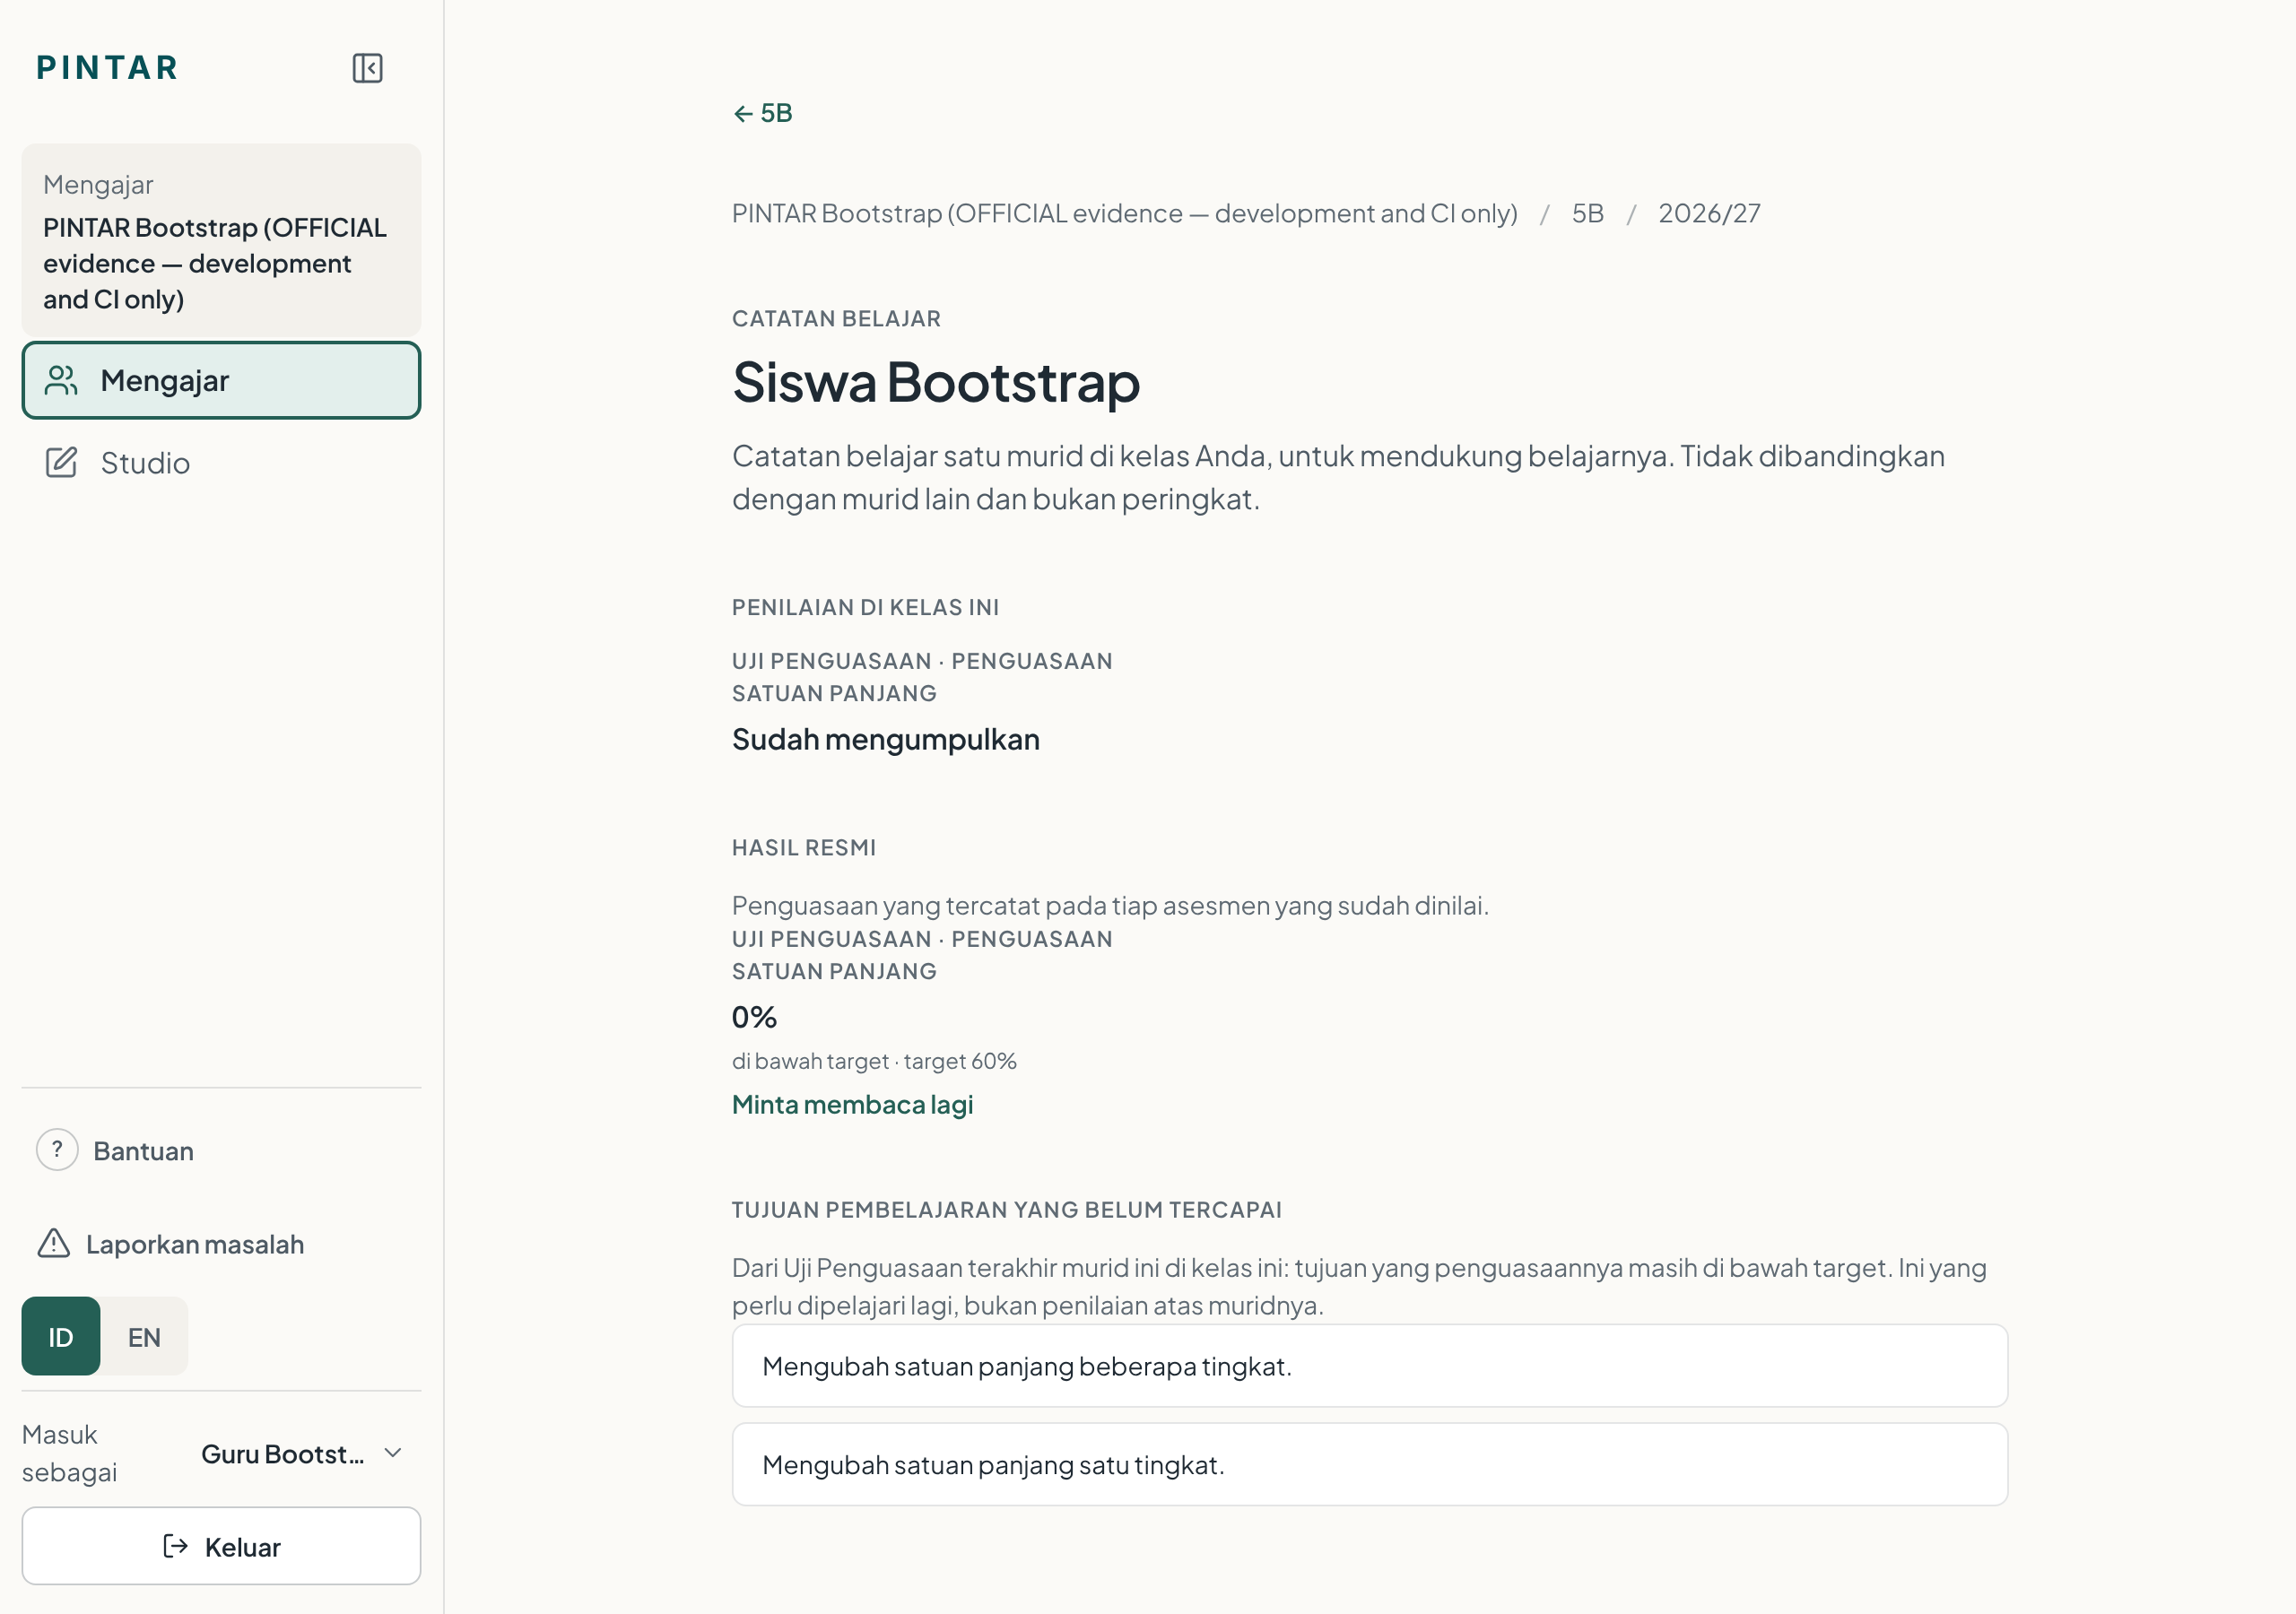 PINTAR
Mengajar
PINTAR Bootstrap (OFFICIAL
evidence — development
and CI only)
Mengajar
Studio
? Bantuan
Laporkan masalah
ID EN
Masuk
sebagai
Guru Bootst...
Keluar
← 5B
PINTAR Bootstrap (OFFICIAL evidence — development and CI only) / 5B / 2026/27
CATATAN BELAJAR
Siswa Bootstrap
Catatan belajar satu murid di kelas Anda, untuk mendukung belajarnya. Tidak dibandingkan
dengan murid lain dan bukan peringkat.
PENILAIAN DI KELAS INI
UJI PENGUASAAN · PENGUASAAN
SATUAN PANJANG
Sudah mengumpulkan
HASIL RESMI
Penguasaan yang tercatat pada tiap asesmen yang sudah dinilai.
UJI PENGUASAAN · PENGUASAAN
SATUAN PANJANG
0%
di bawah target · target 60%
Minta membaca lagi
TUJUAN PEMBELAJARAN YANG BELUM TERCAPAI
Dari Uji Penguasaan terakhir murid ini di kelas ini: tujuan yang penguasaannya masih di bawah target. Ini yang
perlu dipelajari lagi, bukan penilaian atas muridnya.
Mengubah satuan panjang beberapa tingkat.
Mengubah satuan panjang satu tingkat.